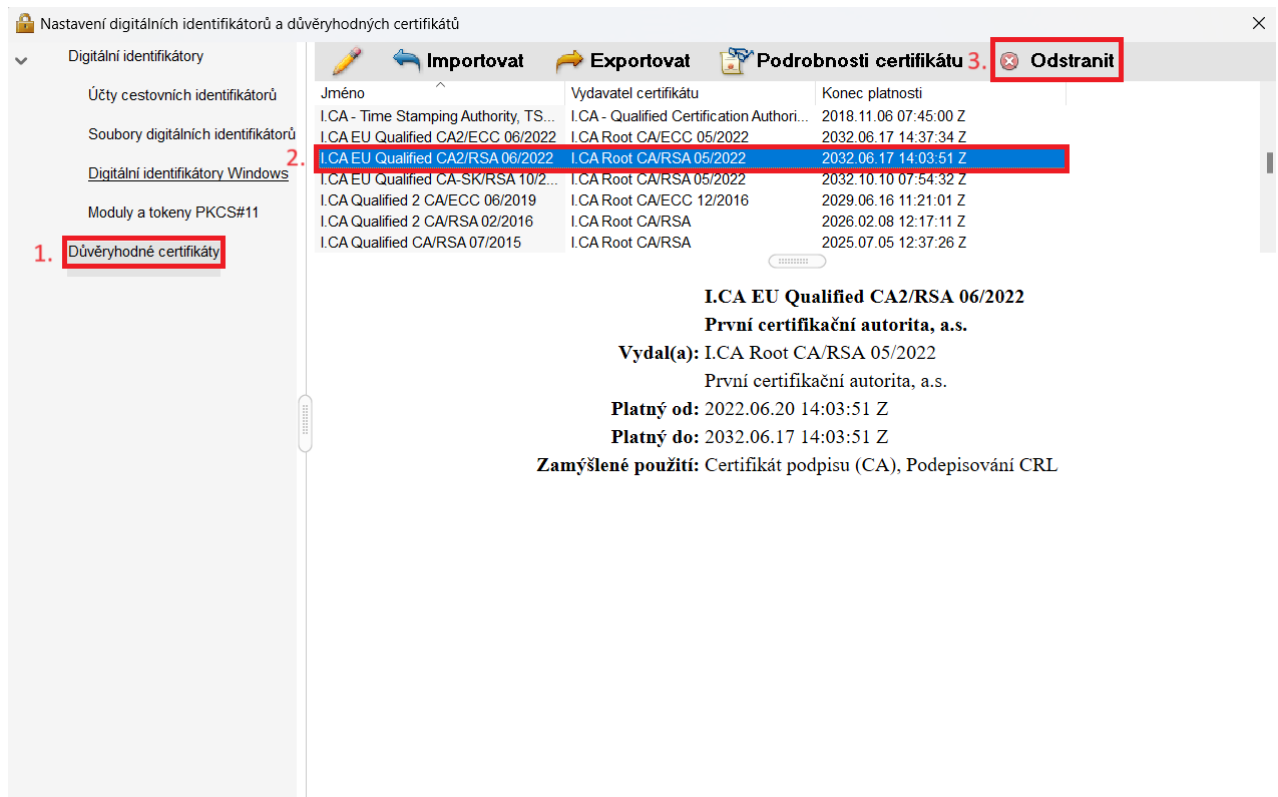 Nastavení digitálních identifikátorů a důvěryhodných certifikátů
Digitální identifikátory
Účty cestovních identifikátorů
Soubory digitálních identifikátorů
2.
Digitální identifikátory Windows
Moduly a tokeny PKCS#11
1. Důvěryhodné certifikáty
Importovat Exportovat Podrobnosti certifikátu 3. Odstranit
Jméno Vydavatel certifikátu Konec platnosti
I.CA - Time Stamping Authority, TS... I.CA - Qualified Certification Authori... 2018.11.06 07:45:00 Z
I.CA EU Qualified CA2/ECC 06/2022 I.CA Root CA/ECC 05/2022 2032.06.17 14:37:34 Z
I.CA EU Qualified CA2/RSA 06/2022 I.CA Root CA/RSA 05/2022 2032.06.17 14:03:51 Z
I.CA EU Qualified CA-SK/RSA 10/2... I.CA Root CA/RSA 05/2022 2032.10.10 07:54:32 Z
I.CA Qualified 2 CA/ECC 06/2019 I.CA Root CA/ECC 12/2016 2029.06.16 11:21:01 Z
I.CA Qualified 2 CA/RSA 02/2016 I.CA Root CA/RSA 2026.02.08 12:17:11 Z
I.CA Qualified CA/RSA 07/2015 I.CA Root CA/RSA 2025.07.05 12:37:26 Z
I.CA EU Qualified CA2/RSA 06/2022
První certifikační autorita, a.s.
Vydal(a): I.CA Root CA/RSA 05/2022
První certifikační autorita, a.s.
Platný od: 2022.06.20 14:03:51 Z
Platný do: 2032.06.17 14:03:51 Z
Zamýšlené použití: Certifikát podpisu (CA), Podepisování CRL